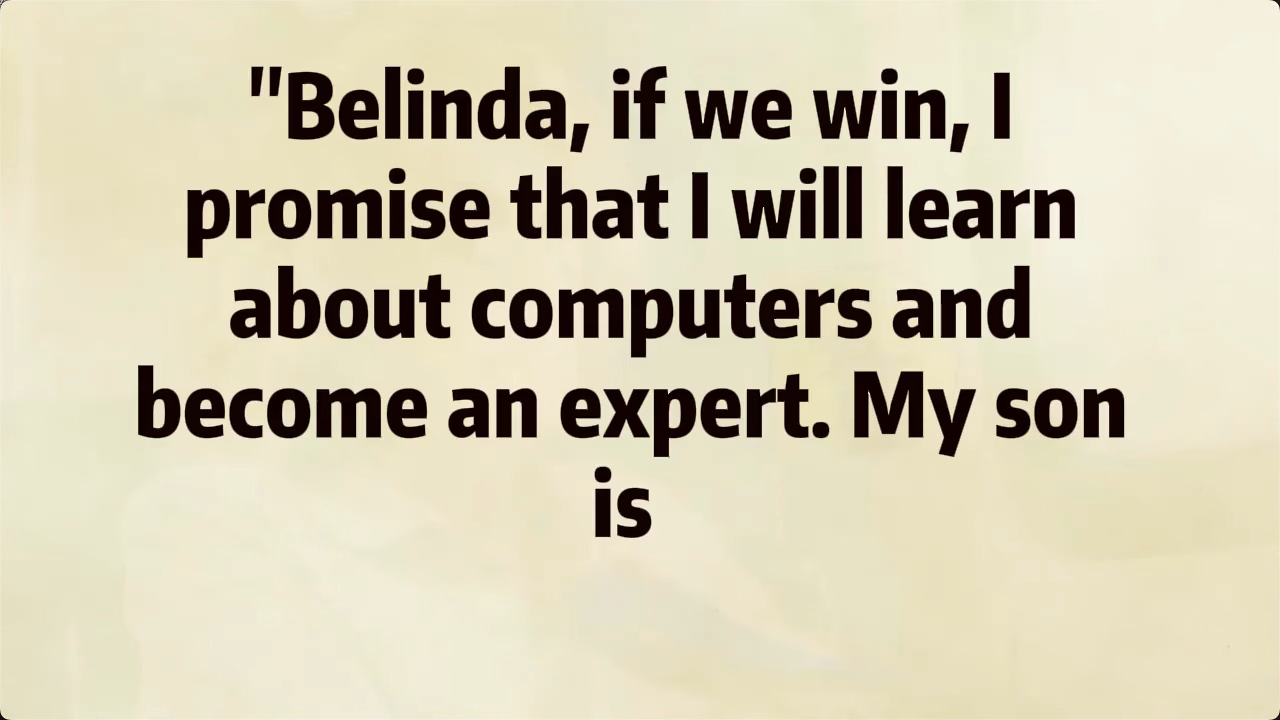 "Belinda, if we win, I
promise that I will learn
about computers and
become an expert. My son
is